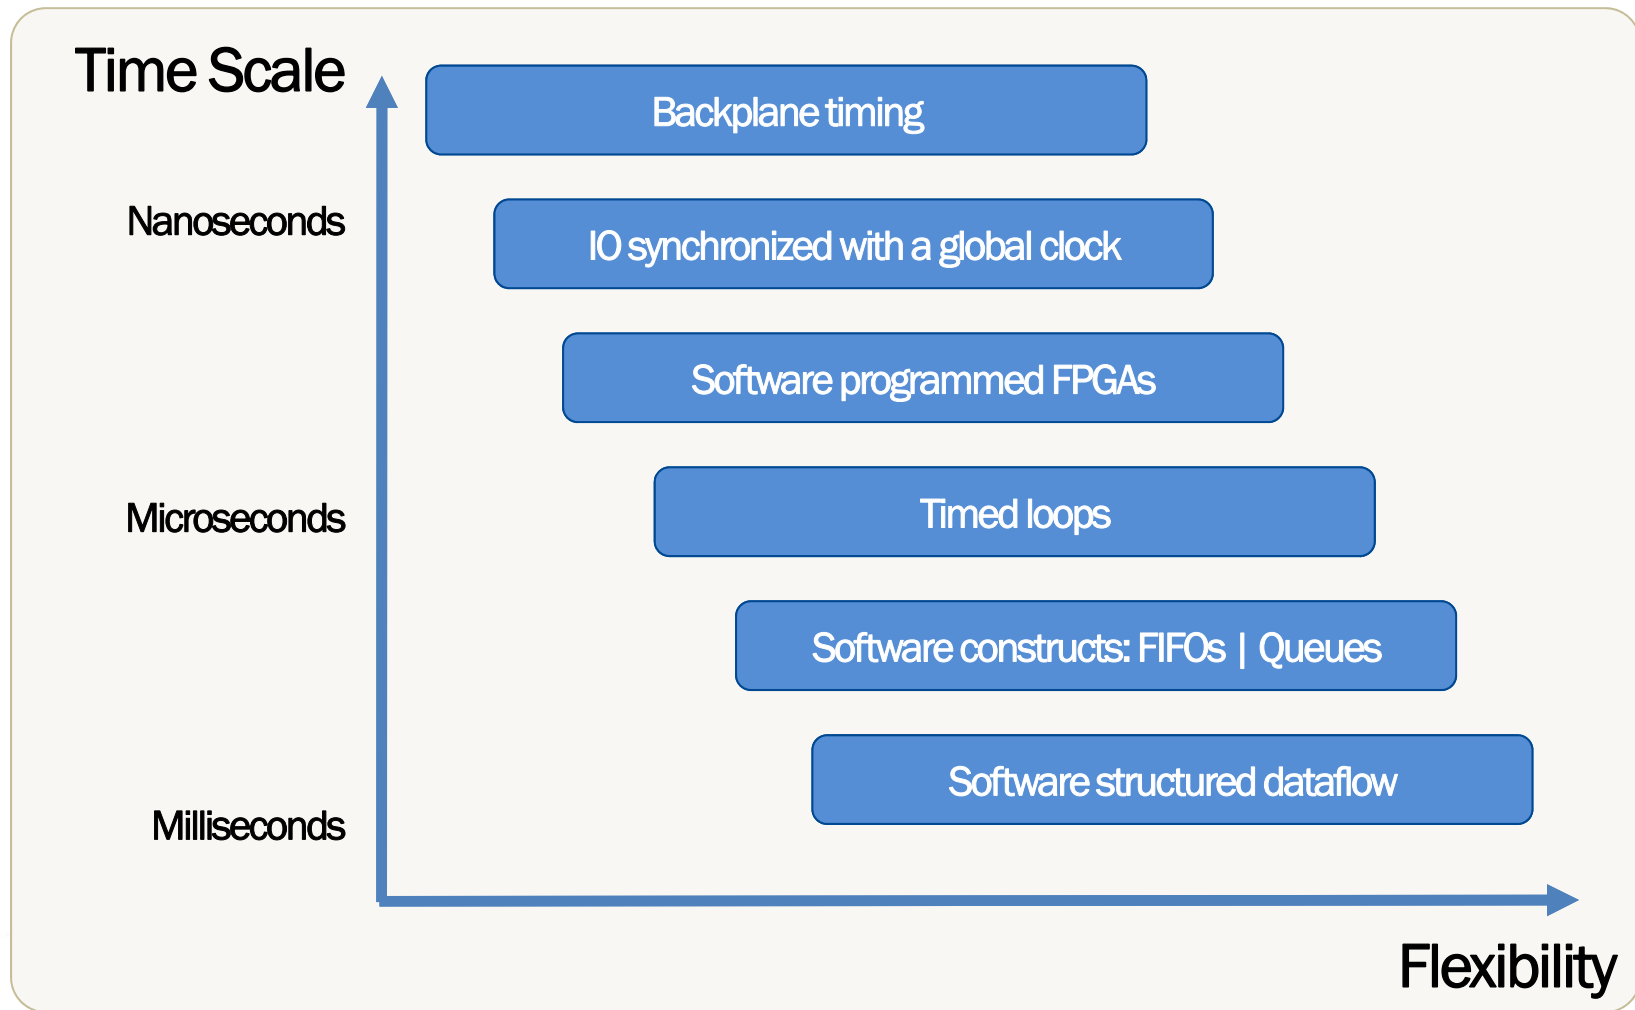 Time Scale
Backplane timing
Nanoseconds
IO synchronized with a global clock
Software programmed FPGAs
Microseconds
Timed loops
Software constructs: FIFOs | Queues
Software structured dataflow
Milliseconds
Flexibility